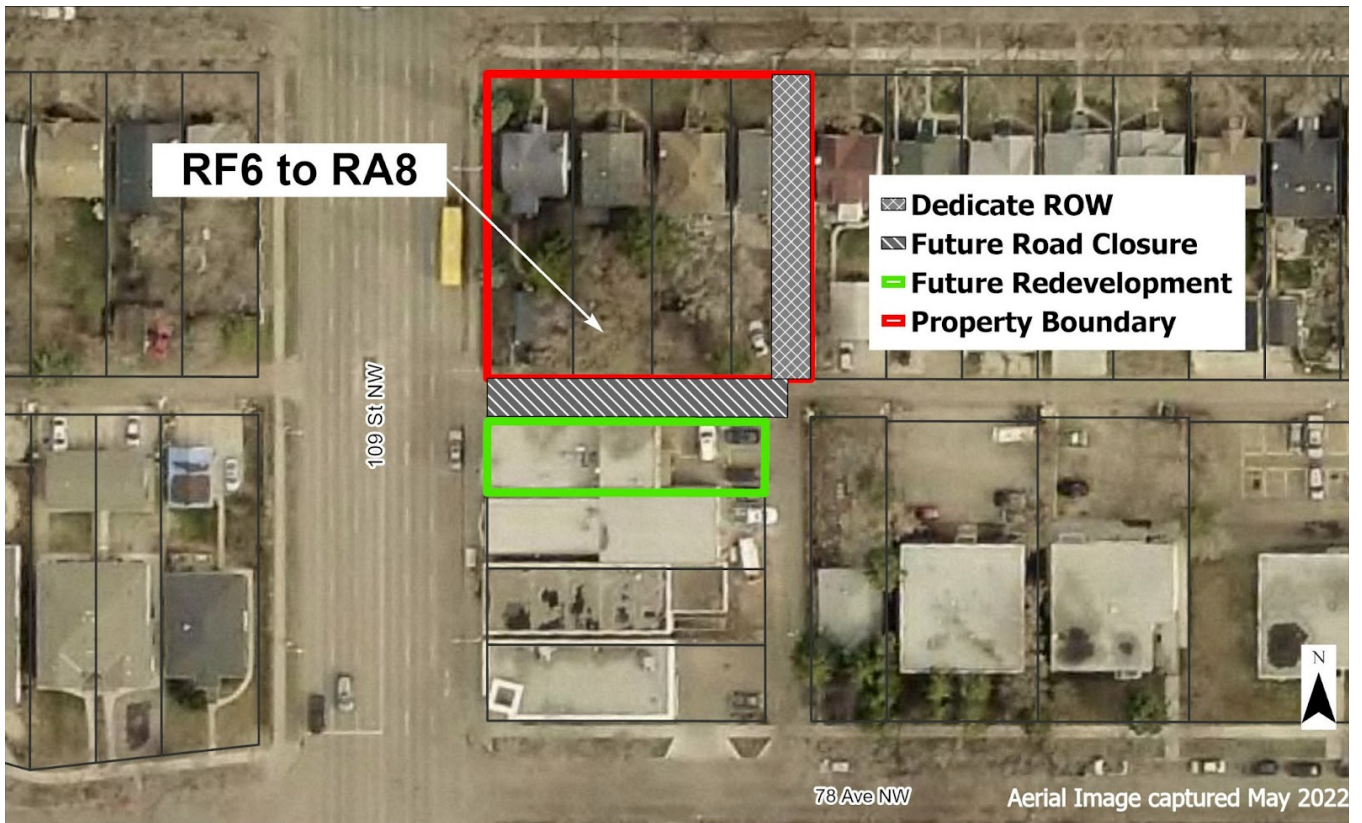 RF6 to RA8
Dedicate ROW
Future Road Closure
Future Redevelopment
Property Boundary
109 St NW
N
78 Ave NW
Aerial Image captured May 2022